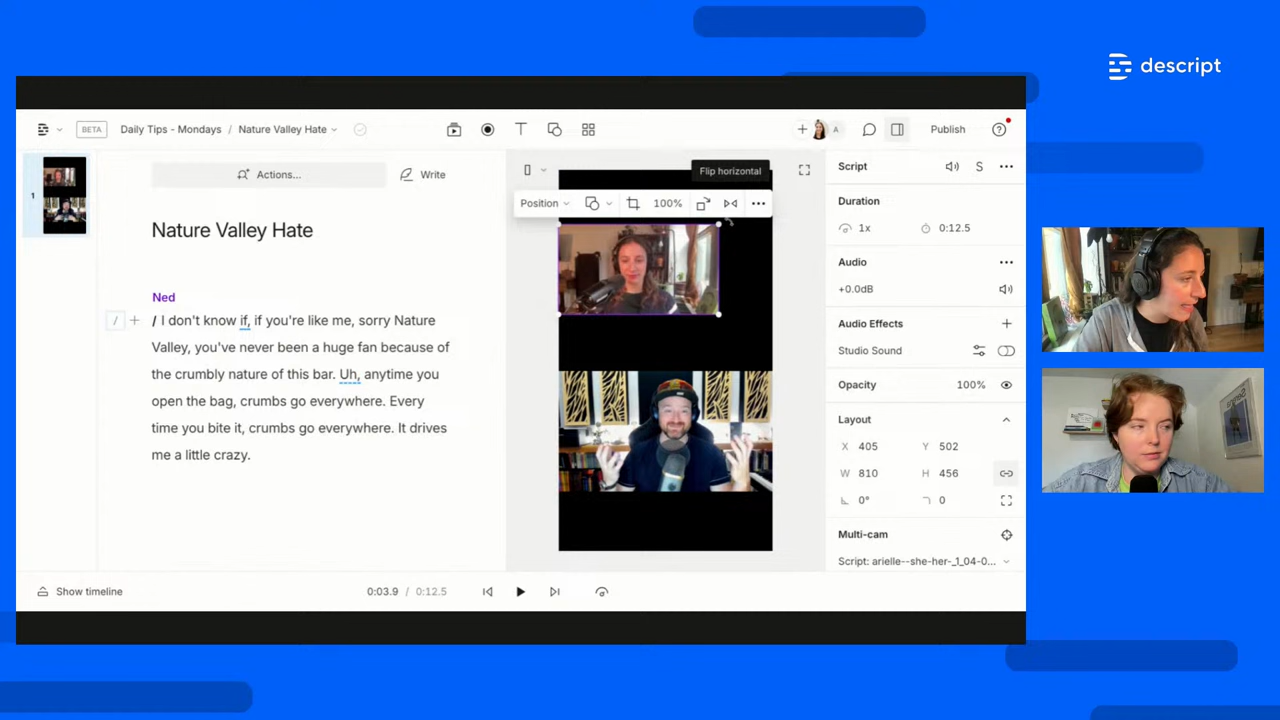 descript
BETA
Daily Tips - Mondays / Nature Valley Hate
A
Publish
1
Actions...
Write
Flip horizontal
Position
100%
Nature Valley Hate
Ned
/ I don't know if, if you're like me, sorry Nature
Valley, you've never been a huge fan because of
the crumbly nature of this bar. Uh, anytime you
open the bag, crumbs go everywhere. Every
time you bite it, crumbs go everywhere. It drives
me a little crazy.
Script
S
Duration
1x
0:12.5
Audio
+0.0dB
Audio Effects
Studio Sound
Opacity
100%
Layout
X 405
Y 502
W 810
H 456
0°
0
Multi-cam
Script: arielle--she-her-_1_04-0...
Show timeline
0:03.9 / 0:12.5